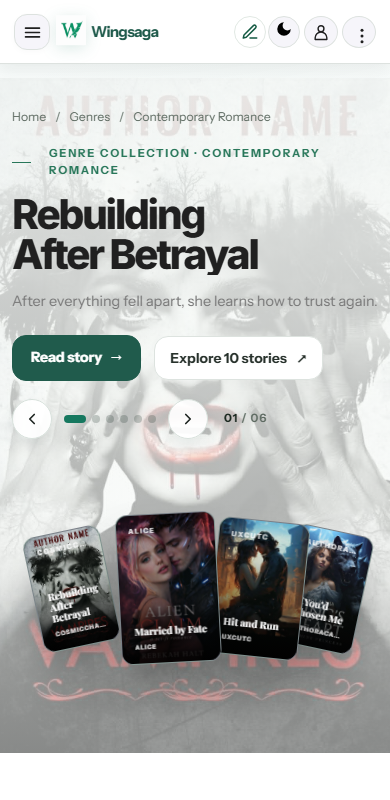 Wingsaga
AUTHOR NAME
Home / Genres / Contemporary Romance
GENRE COLLECTION · CONTEMPORARY
ROMANCE
Rebuilding
After Betrayal
After everything fell apart, she learns how to trust again.
Read story →
Explore 10 stories ↗
01 / 06
AUTHOR NAME
Rebuilding
After
Betrayal
COSMICCHA...
ALICE
ALIEN
Married by Fate
ALICE
UXCUTC
Hit and Run
UXCUTC
You'd
VAMPIRES